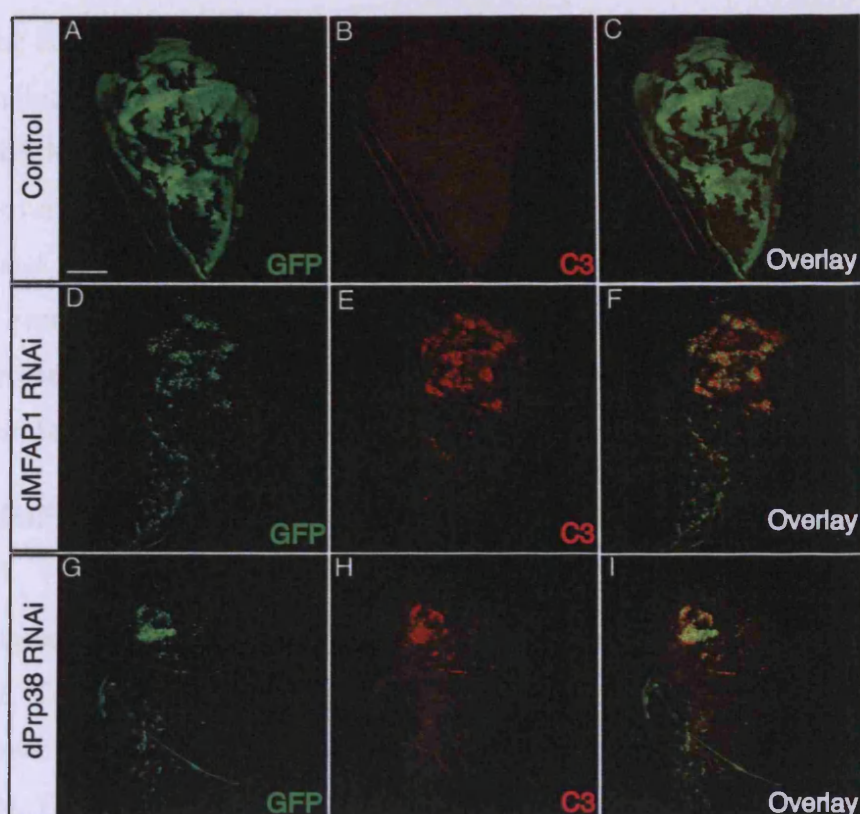 Control
A
GFP
B
C3
C
Overlay
dMFAP1 RNAi
D
GFP
E
C3
F
Overlay
dPrp38 RNAi
G
GFP
H
C3
I
Overlay